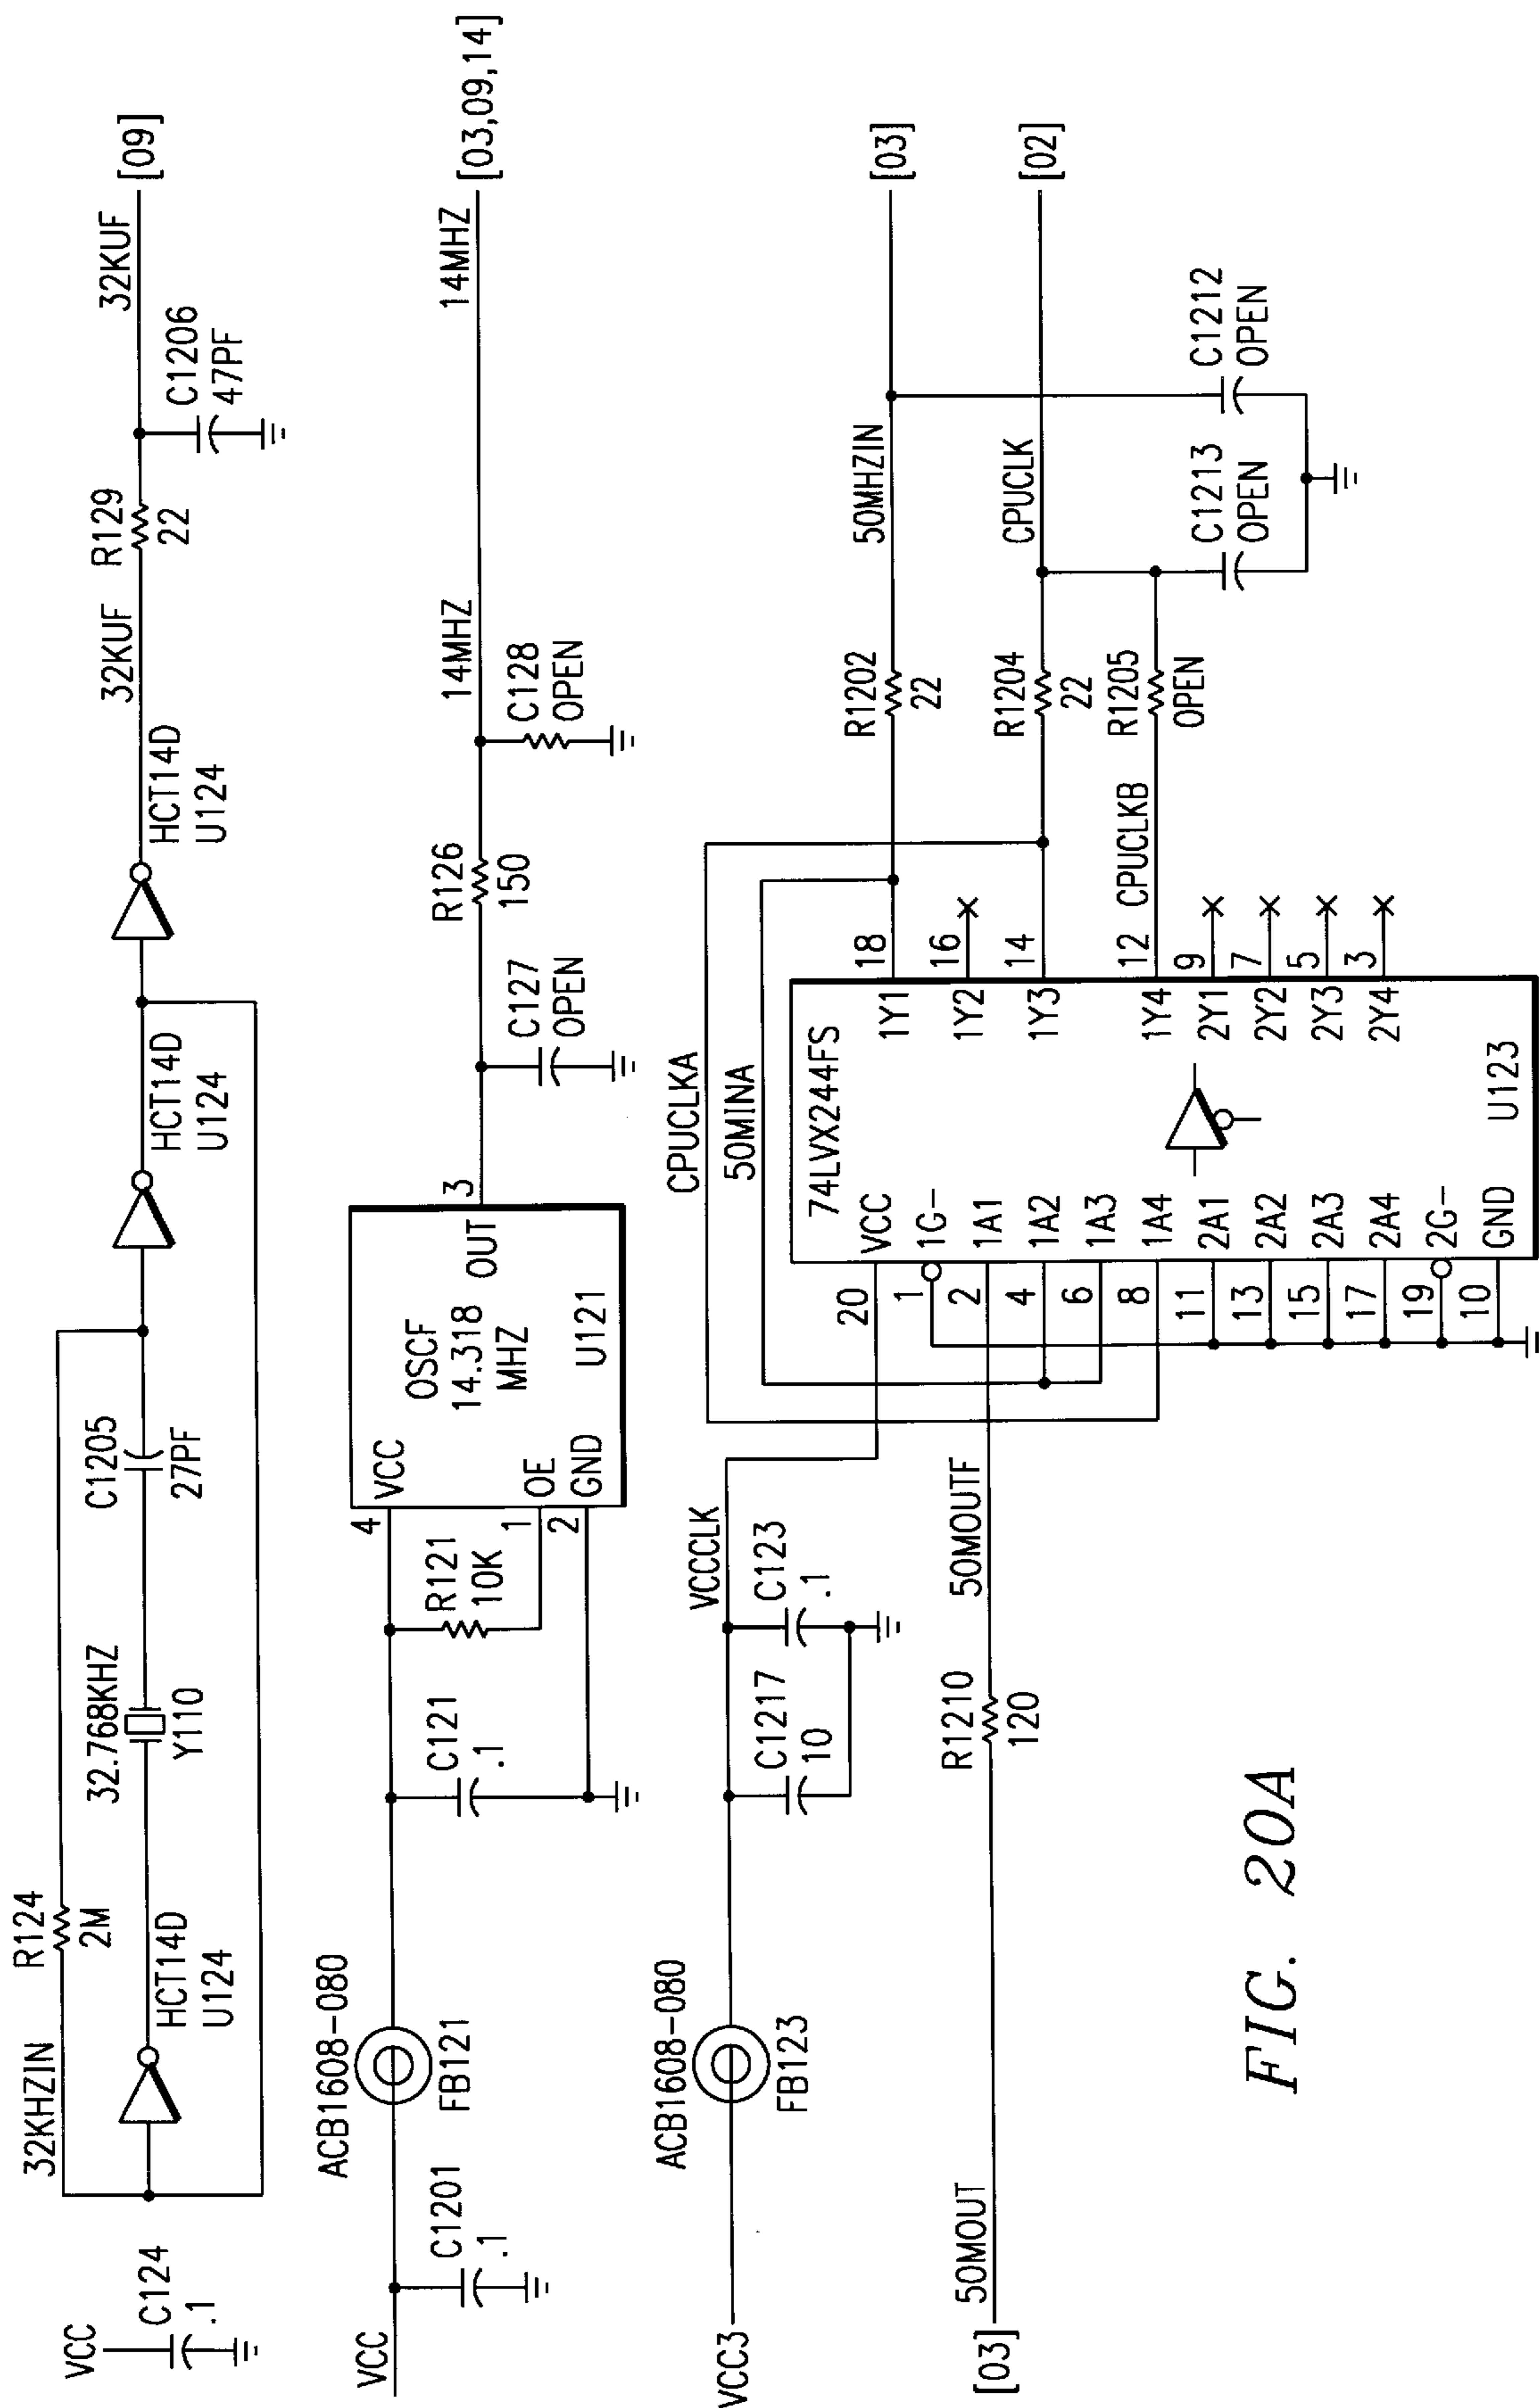 VCC
C124
.1
32KHZIN
R124
2M
HCT14D
U124
32.768KHZ
Y110
C1205
27PF
HCT14D
U124
HCT14D
U124
32KUF
R129
22
C1206
47PF
32KUF
[09]
VCC
C1201
.1
ACB1608-080
FB121
C121
.1
R121
10K
4
1
2
VCC
OE
GND
OSCF
14.318
MHZ
OUT
U121
3
C127
OPEN
R126
150
14MHZ
C128
OPEN
14MHZ
[03,09,14]
VCC3
ACB1608-080
FB123
VCCCLK
C1217
10
C123
.1
[03]
50MOUT
R1210
120
50MOUTF
CPUCLKA
50MINA
74LVX244FS
20 VCC
1 1G-
2 1A1
4 1A2
6 1A3
8 1A4
11 2A1
13 2A2
15 2A3
17 2A4
19 2G-
10 GND
1Y1 18
1Y2 16
1Y3 14
1Y4 12
2Y1 9
2Y2 7
2Y3 5
2Y4 3
U123
CPUCLKB
R1202
22
R1204
22
R1205
OPEN
50MHZIN
CPUCLK
C1213
OPEN
C1212
OPEN
[03]
[02]
FIG. 20A